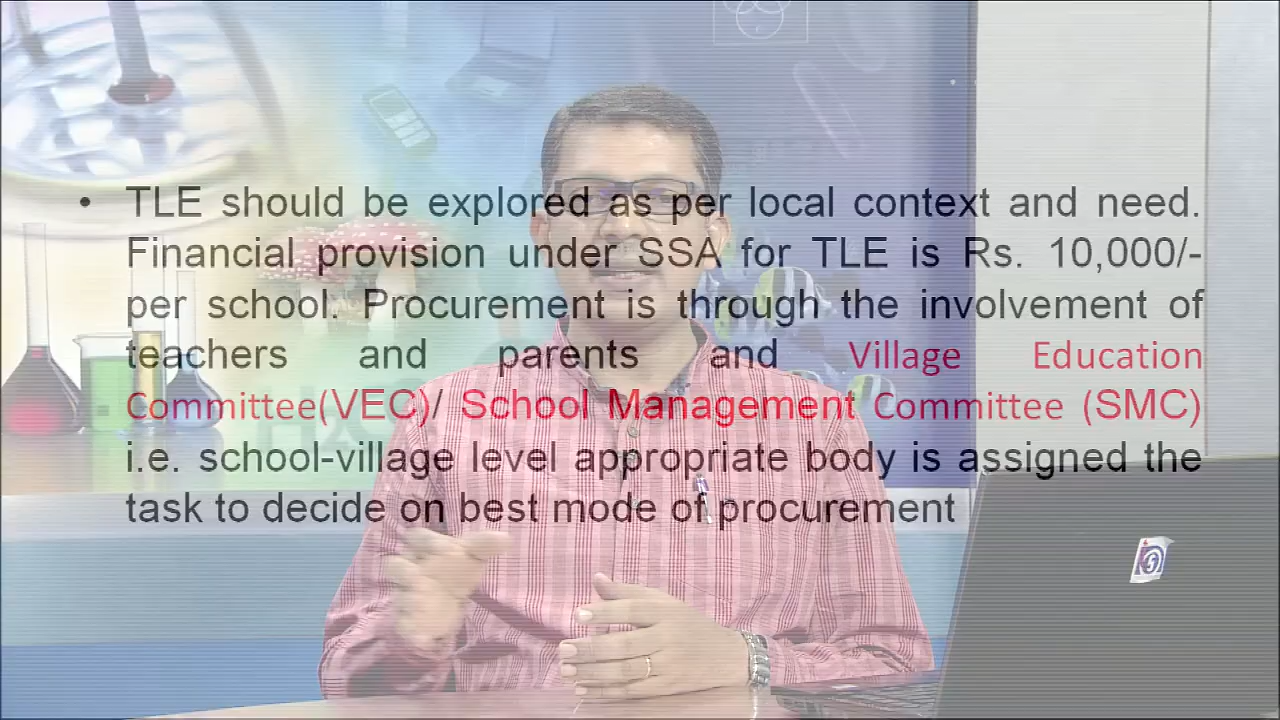 • TLE should be explored as per local context and need.
Financial provision under SSA for TLE is Rs. 10,000/-
per school. Procurement is through the involvement of
teachers and parents and Village Education
Committee(VEC)/ School Management Committee (SMC)
i.e. school-village level appropriate body is assigned the
task to decide on best mode of procurement